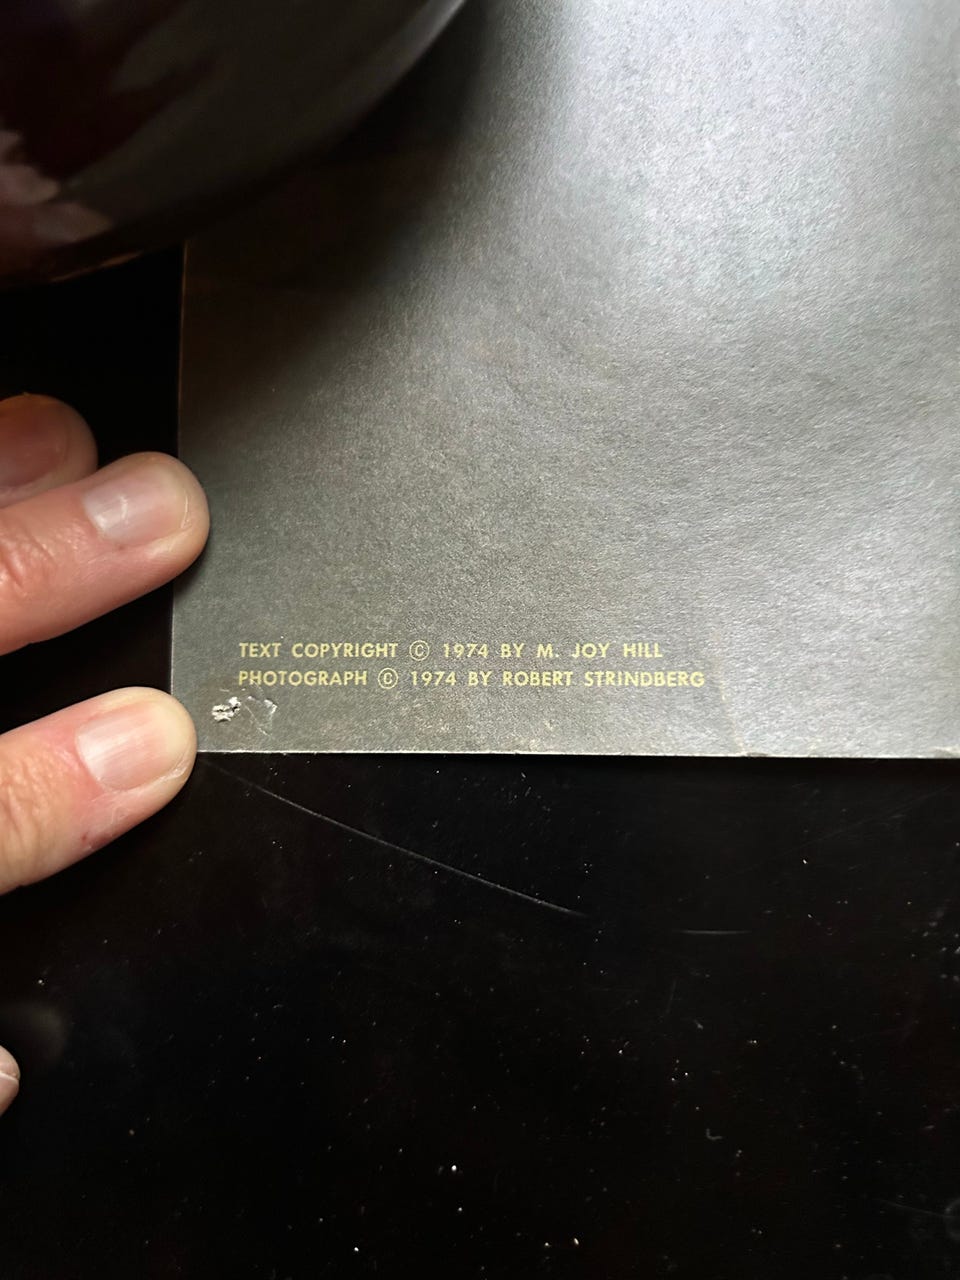 TEXT COPYRIGHT © 1974 BY M. JOY HILL
PHOTOGRAPH © 1974 BY ROBERT STRINDBERG